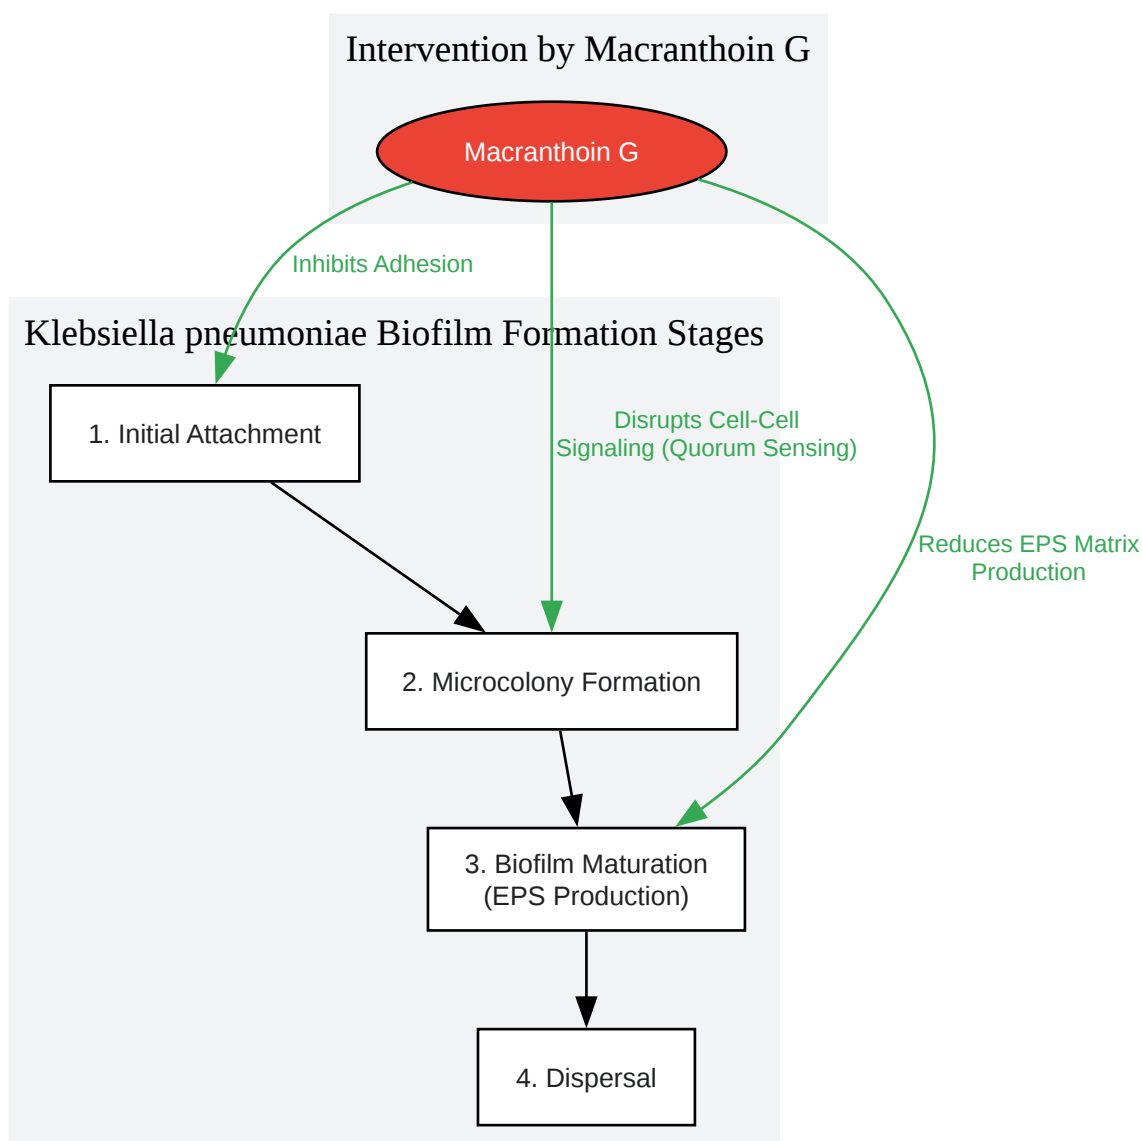 Intervention by Macranthoin G
Macranthoin G
Inhibits Adhesion
Klebsiella pneumoniae Biofilm Formation Stages
1. Initial Attachment
Disrupts Cell-Cell
Signaling (Quorum Sensing)
Reduces EPS Matrix
Production
2. Microcolony Formation
3. Biofilm Maturation
(EPS Production)
4. Dispersal